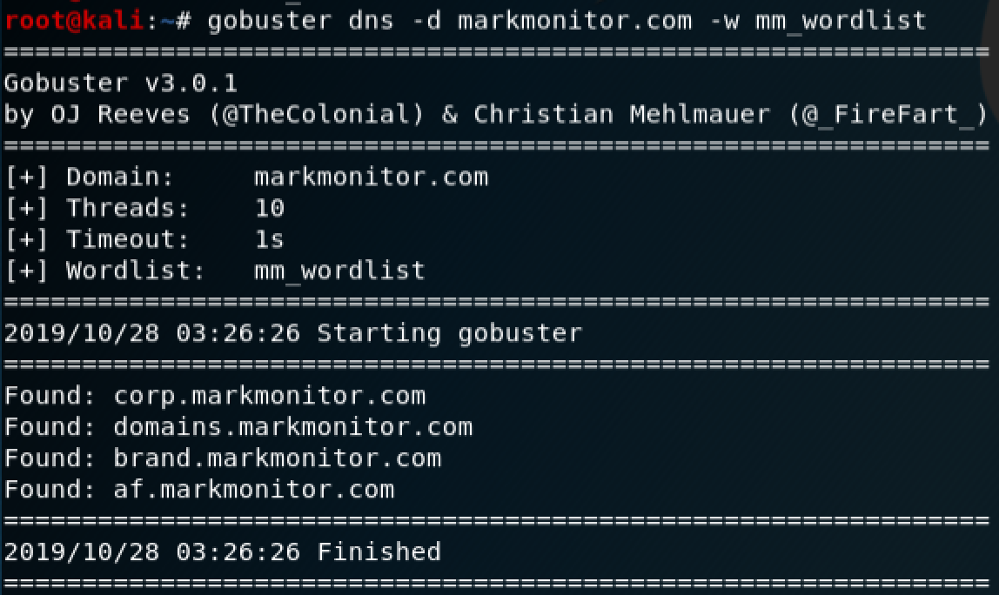 root@kali:~# gobuster dns -d markmonitor.com -w mm_wordlist
===============================================================
Gobuster v3.0.1
by OJ Reeves (@TheColonial) & Christian Mehlmauer (@_FireFart_)
===============================================================
[+] Domain:     markmonitor.com
[+] Threads:    10
[+] Timeout:    1s
[+] Wordlist:   mm_wordlist
===============================================================
2019/10/28 03:26:26 Starting gobuster
===============================================================
Found: corp.markmonitor.com
Found: domains.markmonitor.com
Found: brand.markmonitor.com
Found: af.markmonitor.com
===============================================================
2019/10/28 03:26:26 Finished
===============================================================